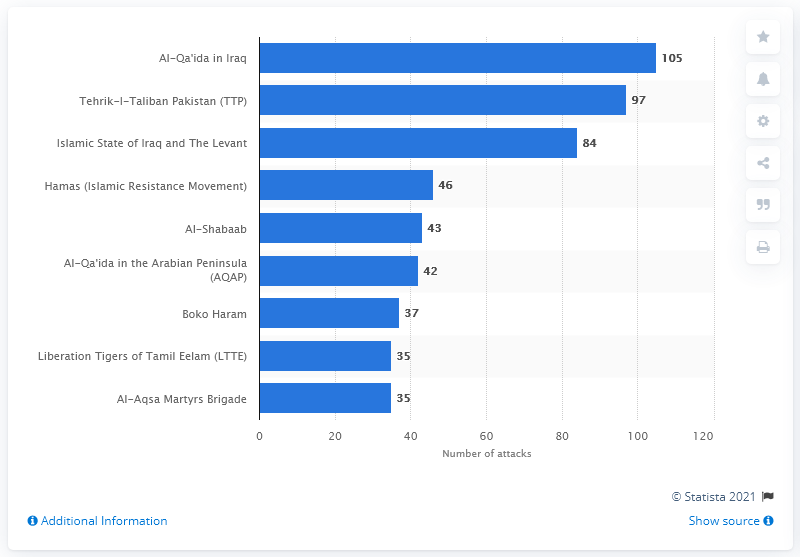 Al-Qa'ida in Iraq 105
Tehrik-I-Taliban Pakistan (TTP) 97
Islamic State of Iraq and The Levant 84
Hamas (Islamic Resistance Movement) 46
Al-Shabaab 43
Al-Qa'ida in the Arabian Peninsula
(AQAP) 42
Boko Haram 37
Liberation Tigers of Tamil Eelam (LTTE) 35
Al-Aqsa Martyrs Brigade 35
0 20 40 60 80 100 120
Number of attacks
© Statista 2021
Additional Information Show source